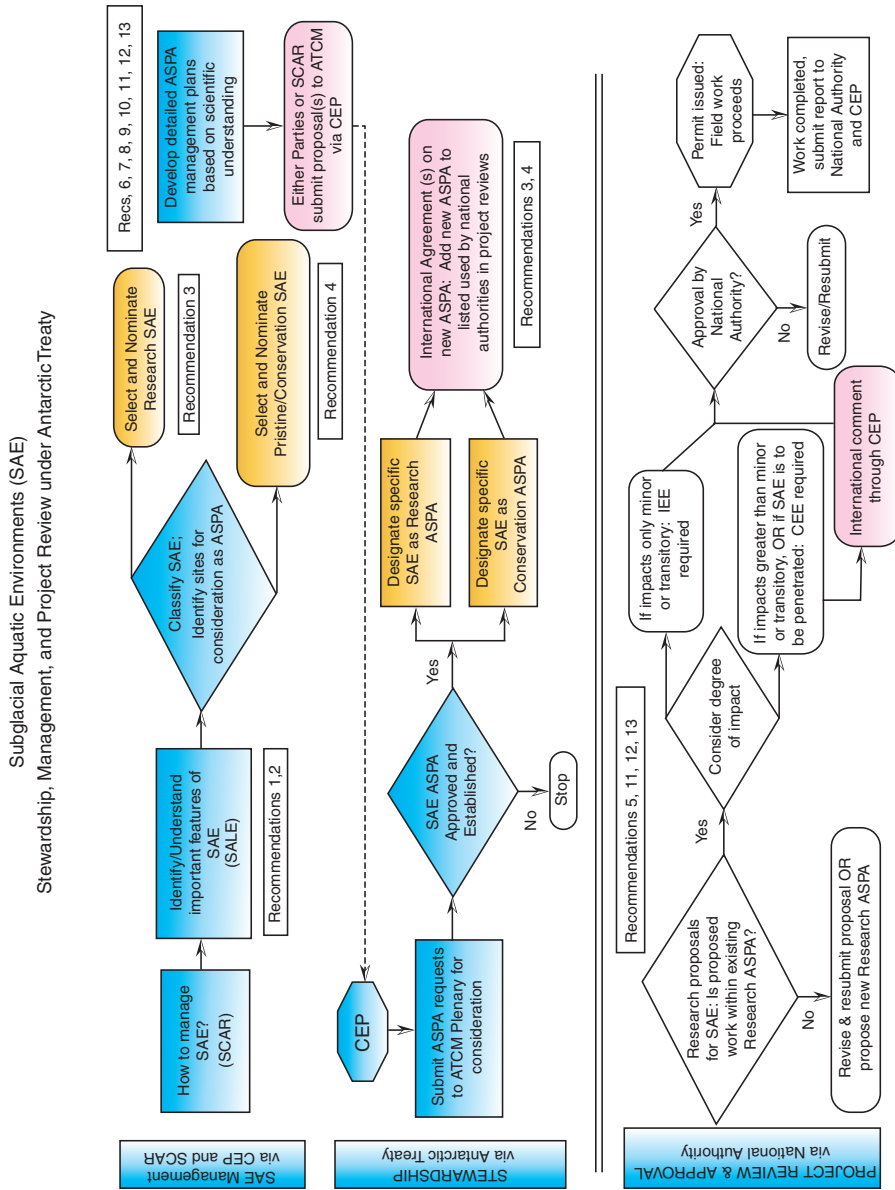 Subglacial Aquatic Environments (SAE)
Stewardship, Management, and Project Review under Antarctic Treaty
SAE Management
via CEP and SCAR
How to manage
SAE?
(SCAR)
Identify/Understand
important features of
SAE
(SALE)
Recommendations 1,2
Classify SAE;
Identify sites for
consideration as ASPA
Select and Nominate
Research SAE
Recommendation 3
Select and Nominate
Pristine/Conservation SAE
Recommendation 4
Recs, 6, 7, 8, 9, 10, 11, 12, 13
Develop detailed ASPA
management plans
based on scientific
understanding
Either Parties or SCAR
submit proposal(s) to ATCM
via CEP
STEWARDSHIP
via Antarctic Treaty
CEP
Submit ASPA requests
to ATCM Plenary for
consideration
SAE ASPA
Approved and
Established?
Yes
No
Stop
Designate specific
SAE as Research
ASPA
Designate specific
SAE as
Conservation ASPA
International Agreement (s) on
new ASPA: Add new ASPA to
listed used by national
authorities in project reviews
Recommendations 3, 4
PROJECT REVIEW & APPROVAL
via National Authority
Recommendations 5, 11, 12, 13
Research proposals
for SAE: Is proposed
work within existing
Research ASPA?
Yes
No
Revise & resubmit proposal OR
propose new Research ASPA
Consider degree
of impact
If impacts only minor
or transitory: IEE
required
If impacts greater than minor
or transitory, OR if SAE is to
be penetrated: CEE required
International comment
through CEP
Approval by
National
Authority?
Yes
No
Revise/Resubmit
Permit issued:
Field work
proceeds
Work completed,
submit report to
National Authority
and CEP